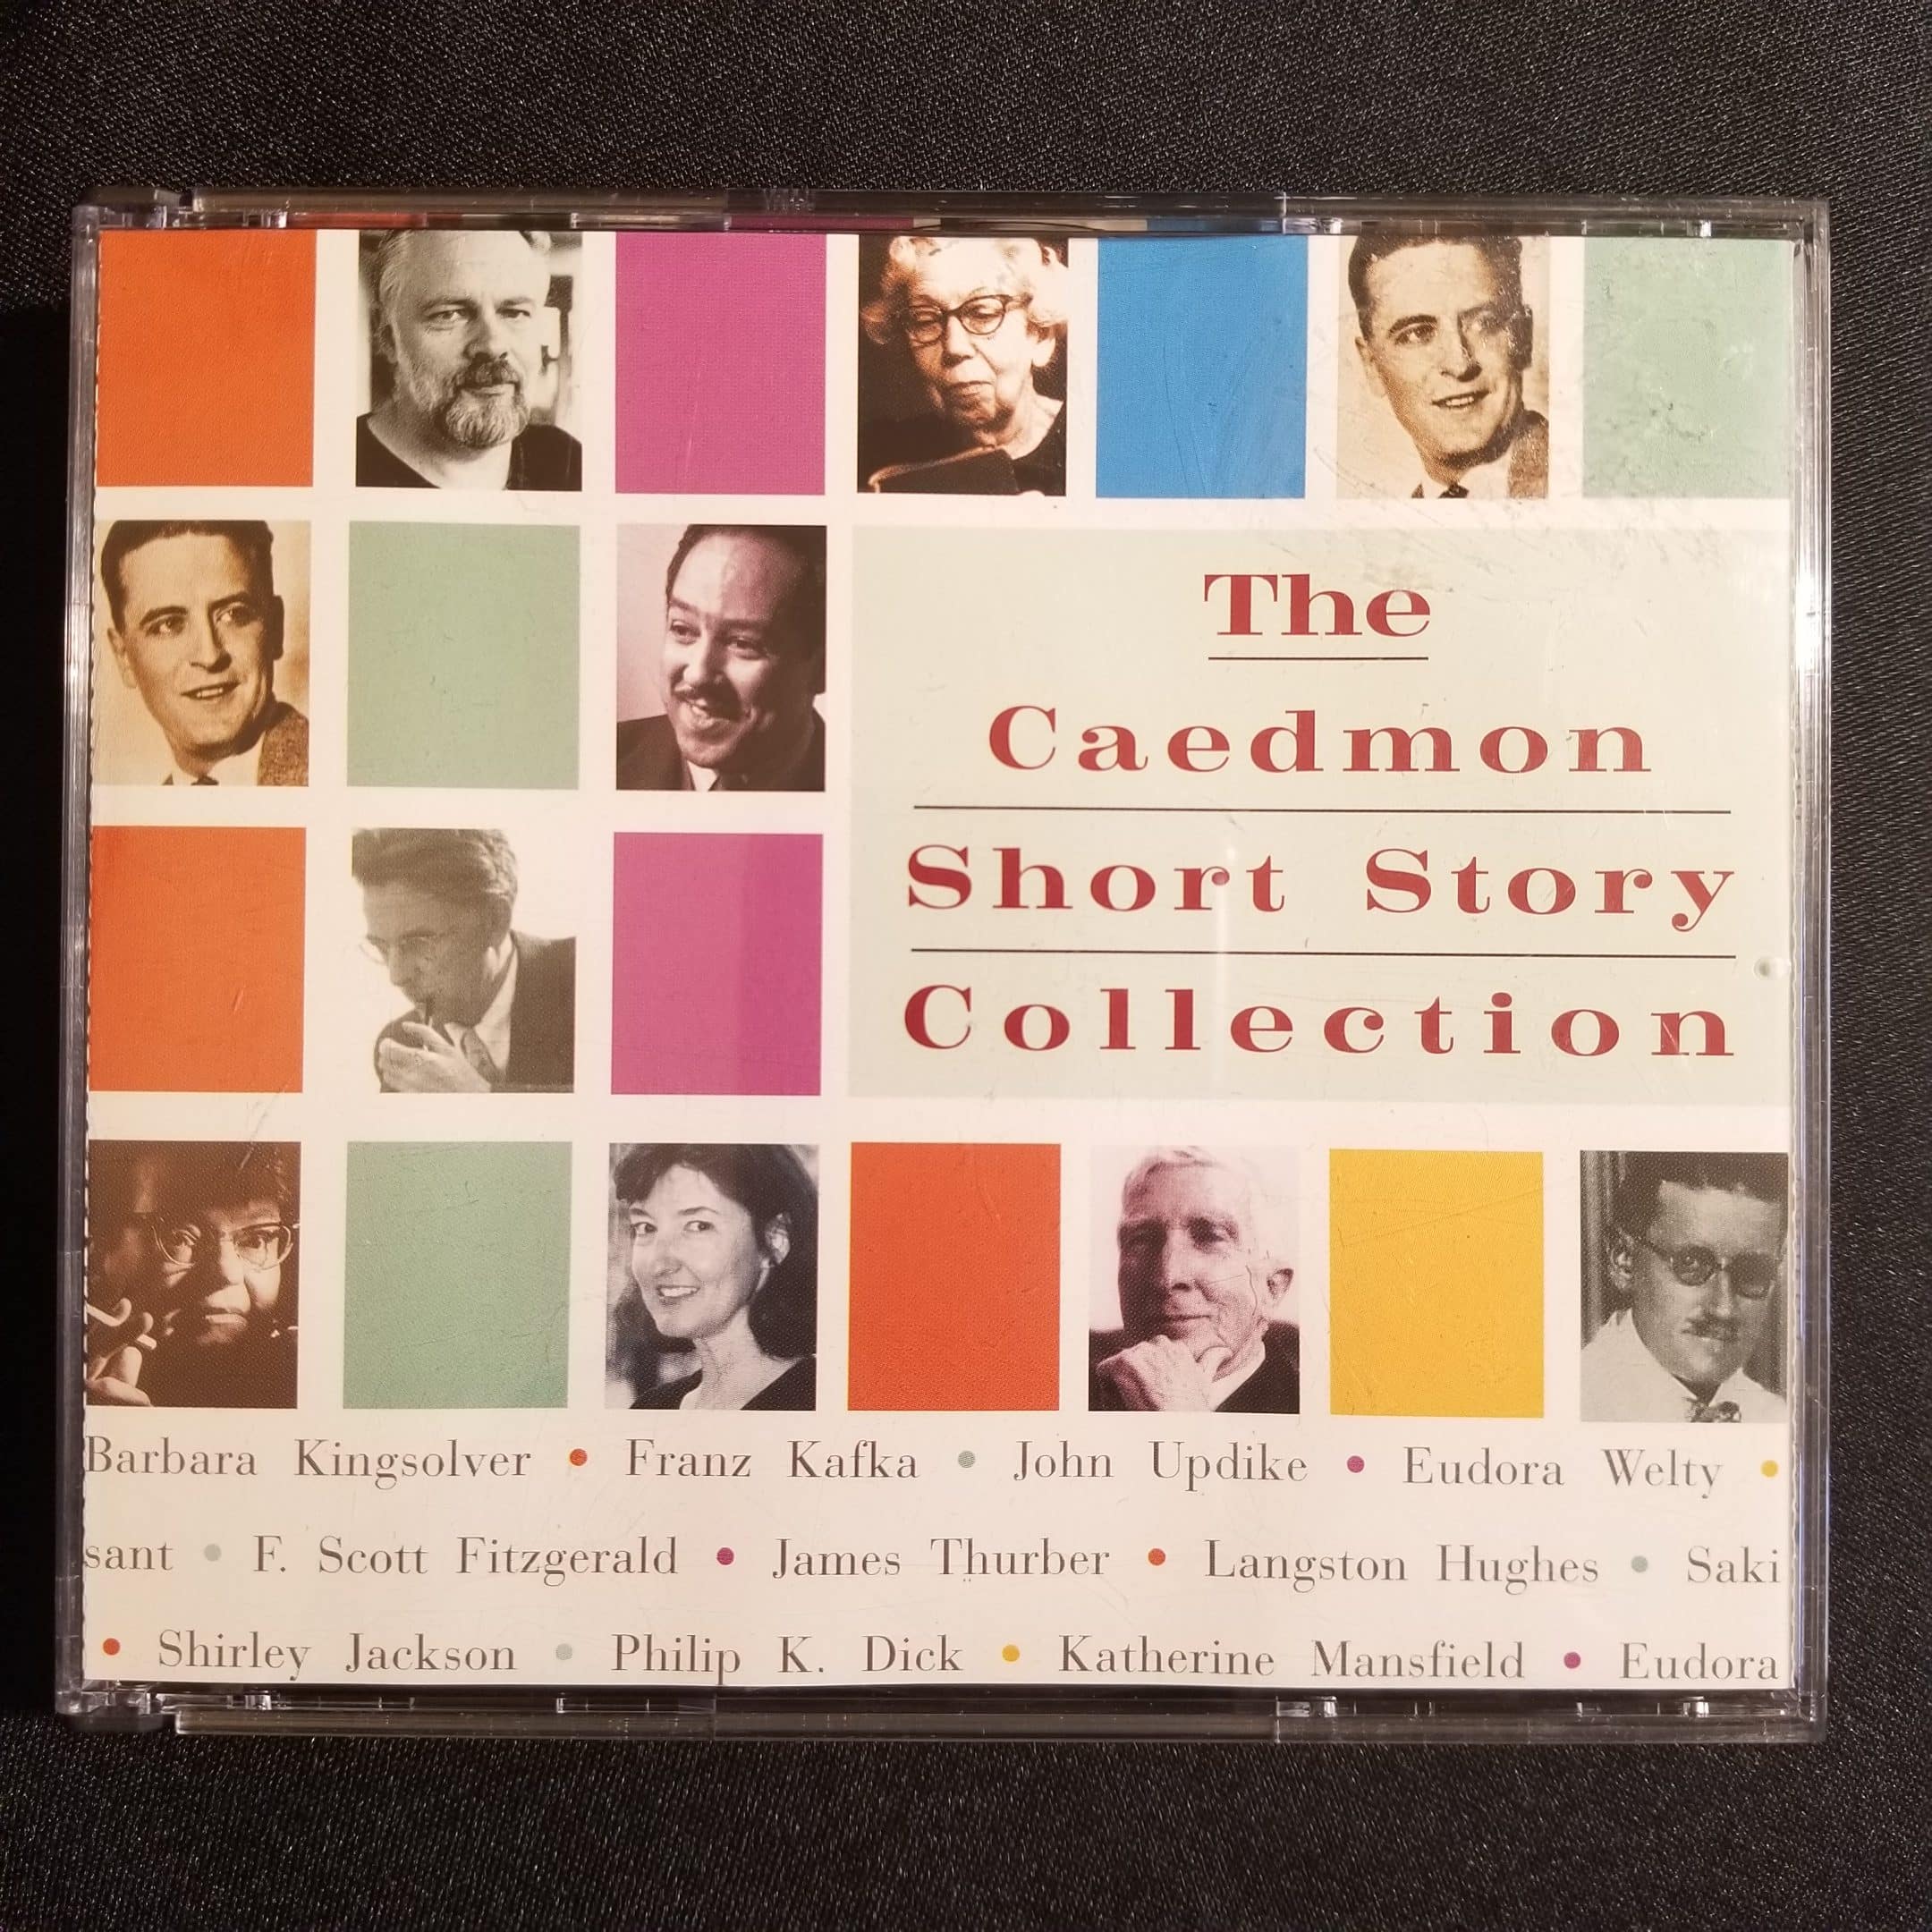 The
Caedmon
Short Story
Collection
Barbara Kingsolver • Franz Kafka • John Updike • Eudora Welty •
sant • F. Scott Fitzgerald • James Thurber • Langston Hughes • Saki
• Shirley Jackson • Philip K. Dick • Katherine Mansfield • Eudora